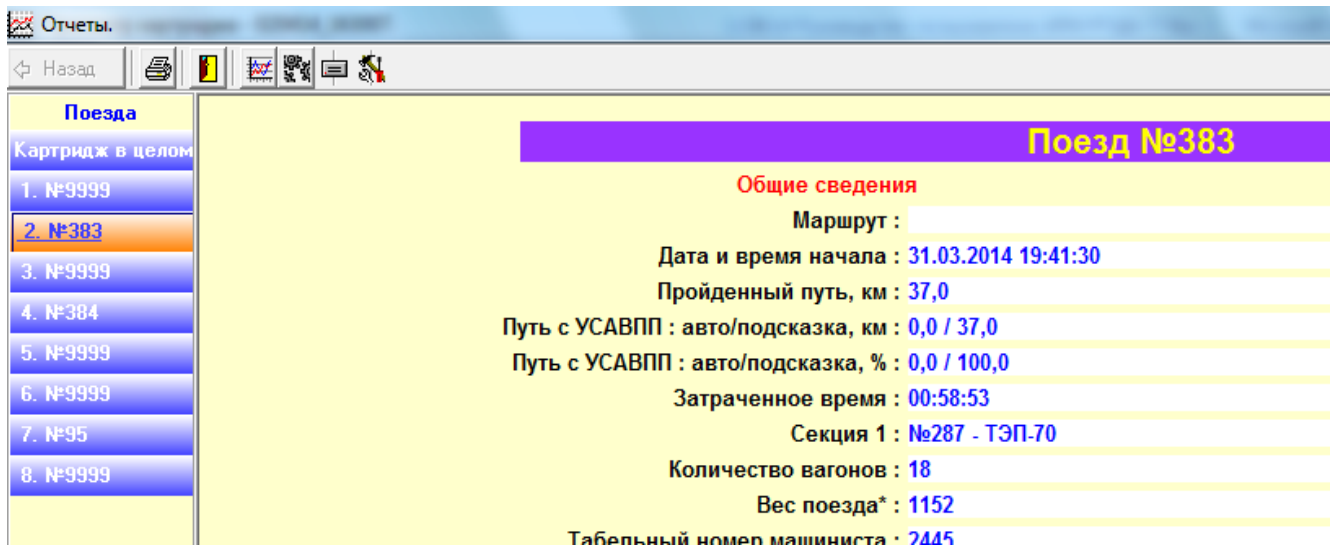 Отчеты.
Назад
Поезда
Картридж в целом
1. №9999
2. №383
3. №9999
4. №384
5. №9999
6. №9999
7. №95
8. №9999
Поезд №383
Общие сведения
Маршрут :
Дата и время начала : 31.03.2014 19:41:30
Пройденный путь, км : 37,0
Путь с УСАВПП : авто/подсказка, км : 0,0 / 37,0
Путь с УСАВПП : авто/подсказка, % : 0,0 / 100,0
Затраченное время : 00:58:53
Секция 1 : №287 - ТЭП-70
Количество вагонов : 18
Вес поезда* : 1152
Табельный номер машиниста : 2445